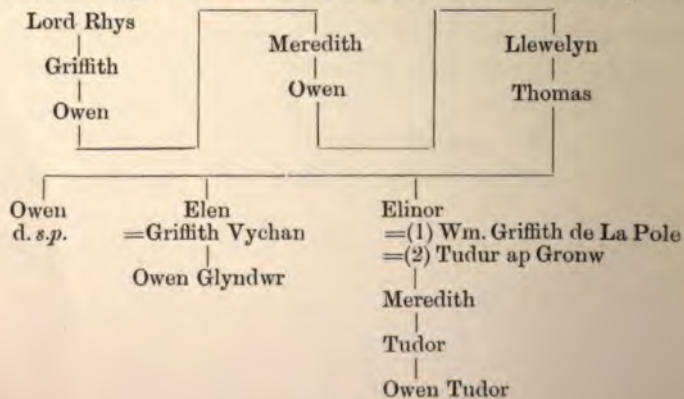 Lord Rhys
Griffith
Owen
Meredith
Owen
Llewelyn
Thomas
Owen
d. s.p.
Elen
=Griffith Vychan
Owen Glyndwr
Elinor
=(1) Wm. Griffith de La Pole
=(2) Tudur ap Gronw
Meredith
Tudor
Owen Tudor